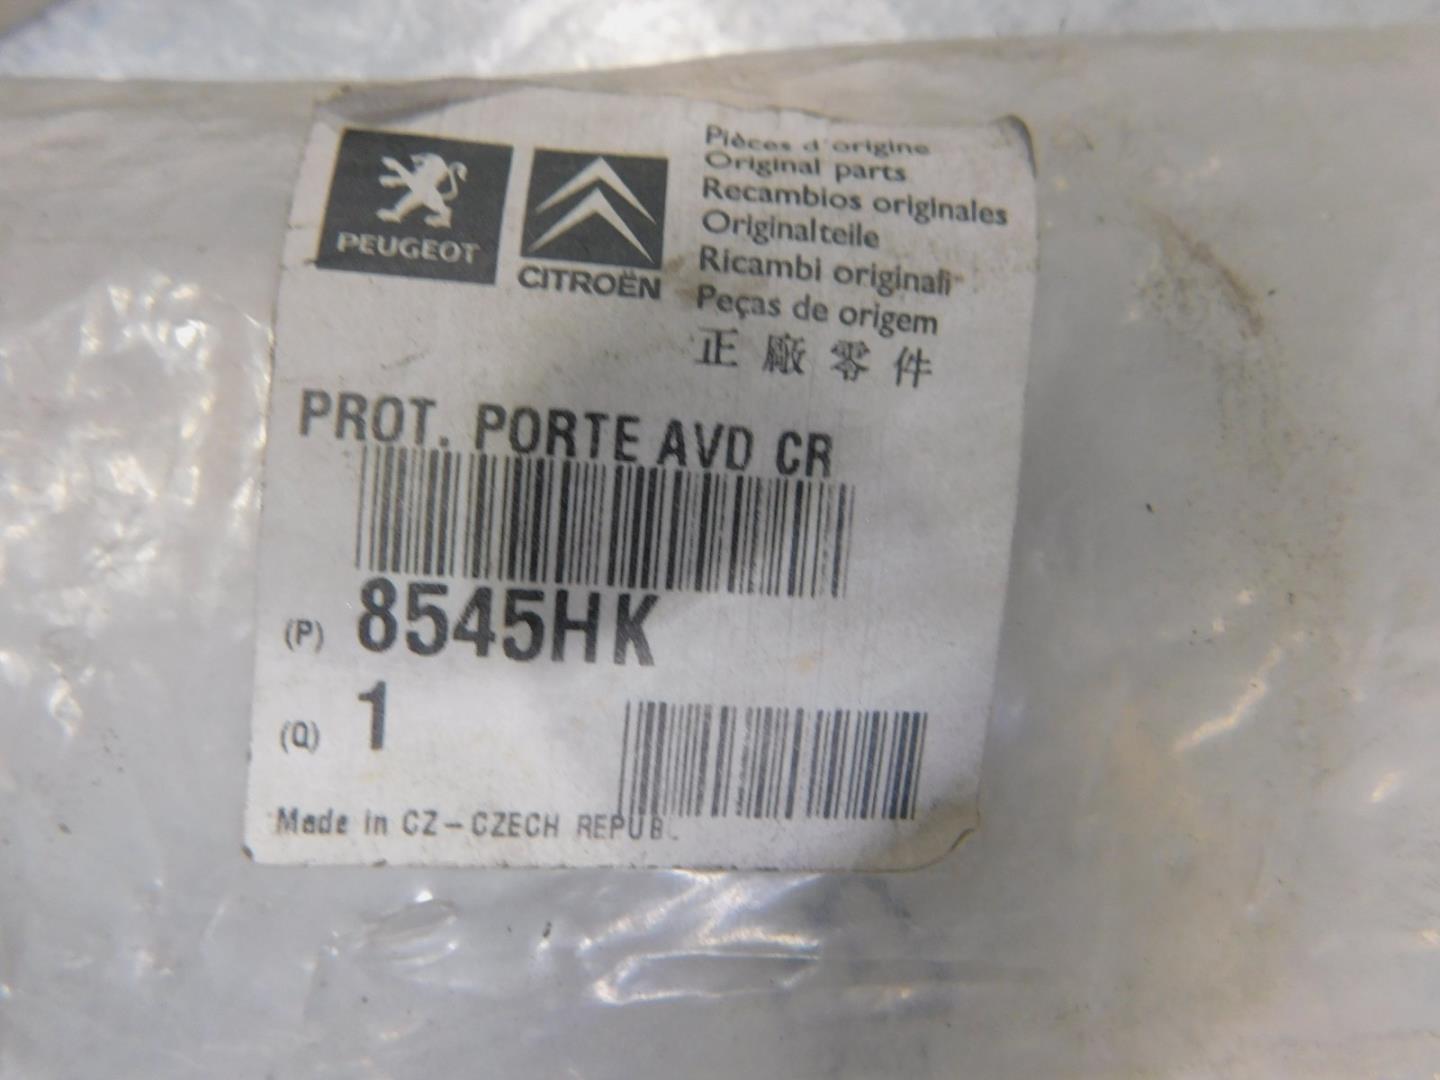 PEUGEOT
CITROËN
Pièces d'origine
Original parts
Recambios originales
Originalteile
Ricambi originali
Peças de origem
正廠零件
PROT. PORTE AVD CR
(P) 8545HK
(Q) 1
Made in CZ-CZECH REPUBL